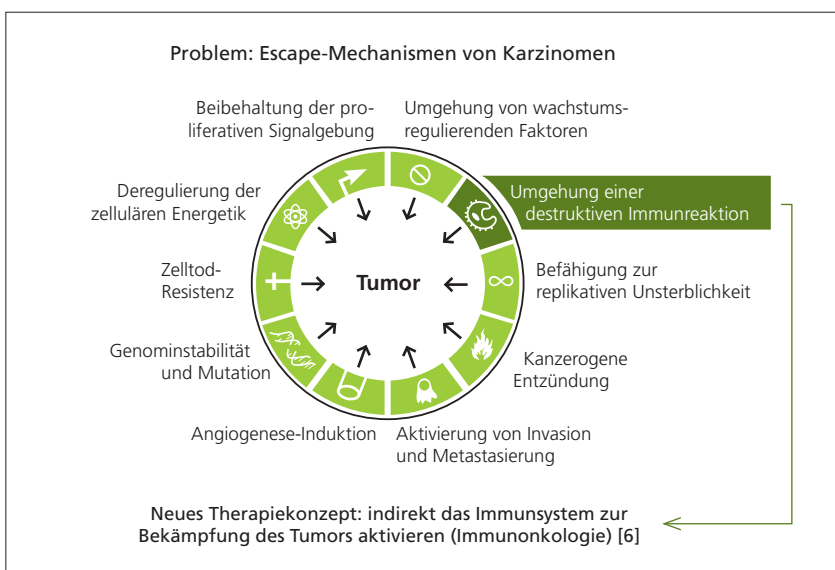 Problem: Escape-Mechanismen von Karzinomen
Beibehaltung der pro-
liferativen Signalgebung
Umgehung von wachstums-
regulierenden Faktoren
Deregulierung der
zellulären Energetik
Umgehung einer
destruktiven Immunreaktion
Zelltod-
Resistenz
Tumor
Befähigung zur
replikativen Unsterblichkeit
Genominstabilität
und Mutation
Kanzerogene
Entzündung
Angiogenese-Induktion
Aktivierung von Invasion
und Metastasierung
Neues Therapiekonzept: indirekt das Immunsystem zur
Bekämpfung des Tumors aktivieren (Immunonkologie) [6]